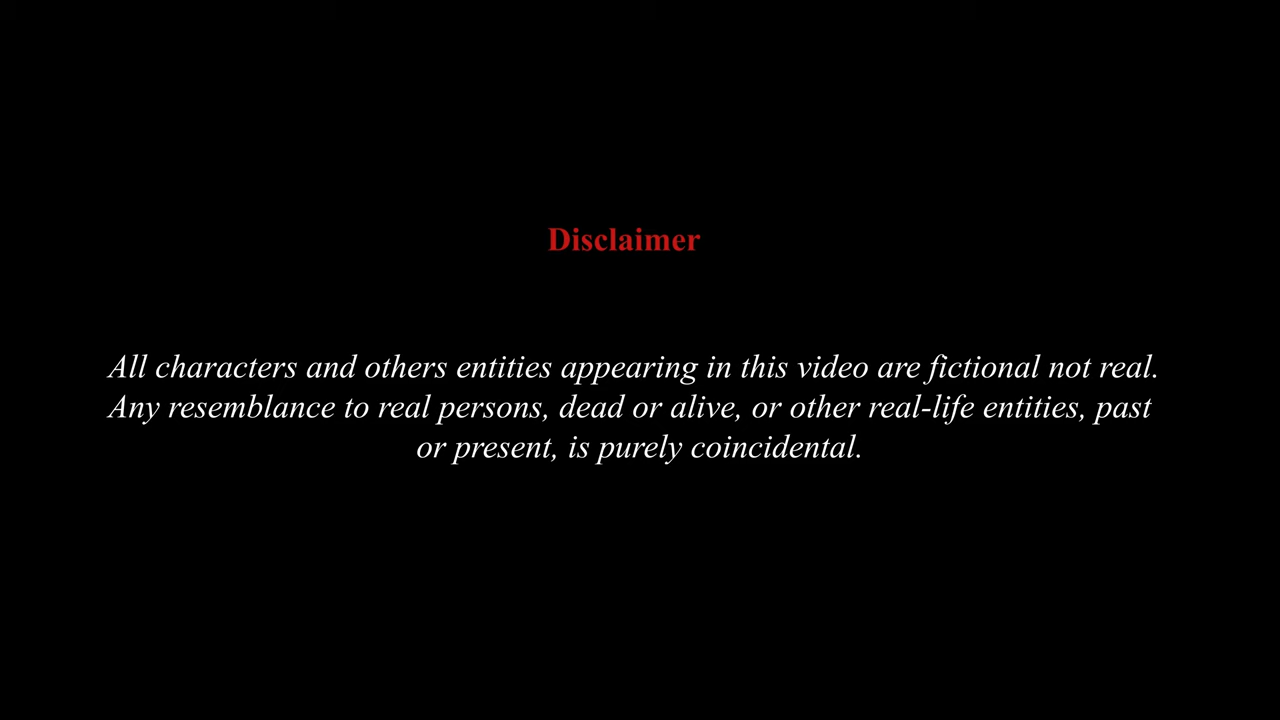 Disclaimer
All characters and others entities appearing in this video are fictional not real.
Any resemblance to real persons, dead or alive, or other real-life entities, past
or present, is purely coincidental.